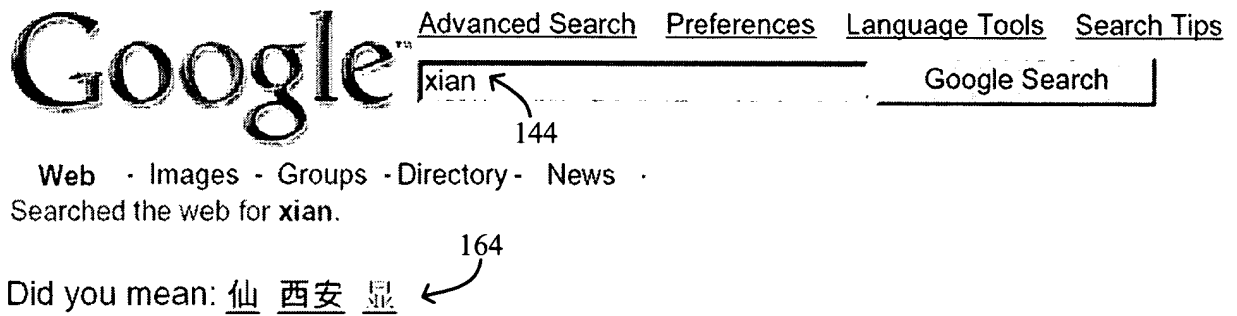 Google™ Advanced Search Preferences Language Tools Search Tips
xian Google Search
144
Web · Images - Groups - Directory - News ·
Searched the web for xian.
164
Did you mean: 仙 西安 显